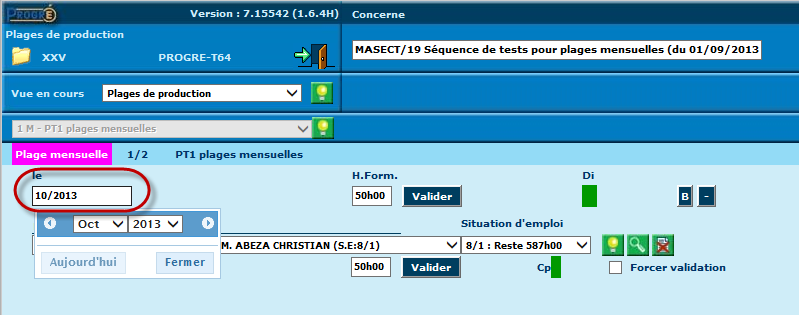 PROGRÉ Version : 7.15542 (1.6.4H) Concerne
Plages de production
XXV PROGRE-T64
MASECT/19 Séquence de tests pour plages mensuelles (du 01/09/2013
Vue en cours Plages de production
1 M - PT1 plages mensuelles
Plage mensuelle 1/2 PT1 plages mensuelles
le H.Form. Di
10/2013 50h00 Valider B -
Oct 2013 Situation d'emploi
M. ABEZA CHRISTIAN (S.E:8/1) 8/1 : Reste 587h00
Aujourd'hui Fermer 50h00 Valider Cp Forcer validation